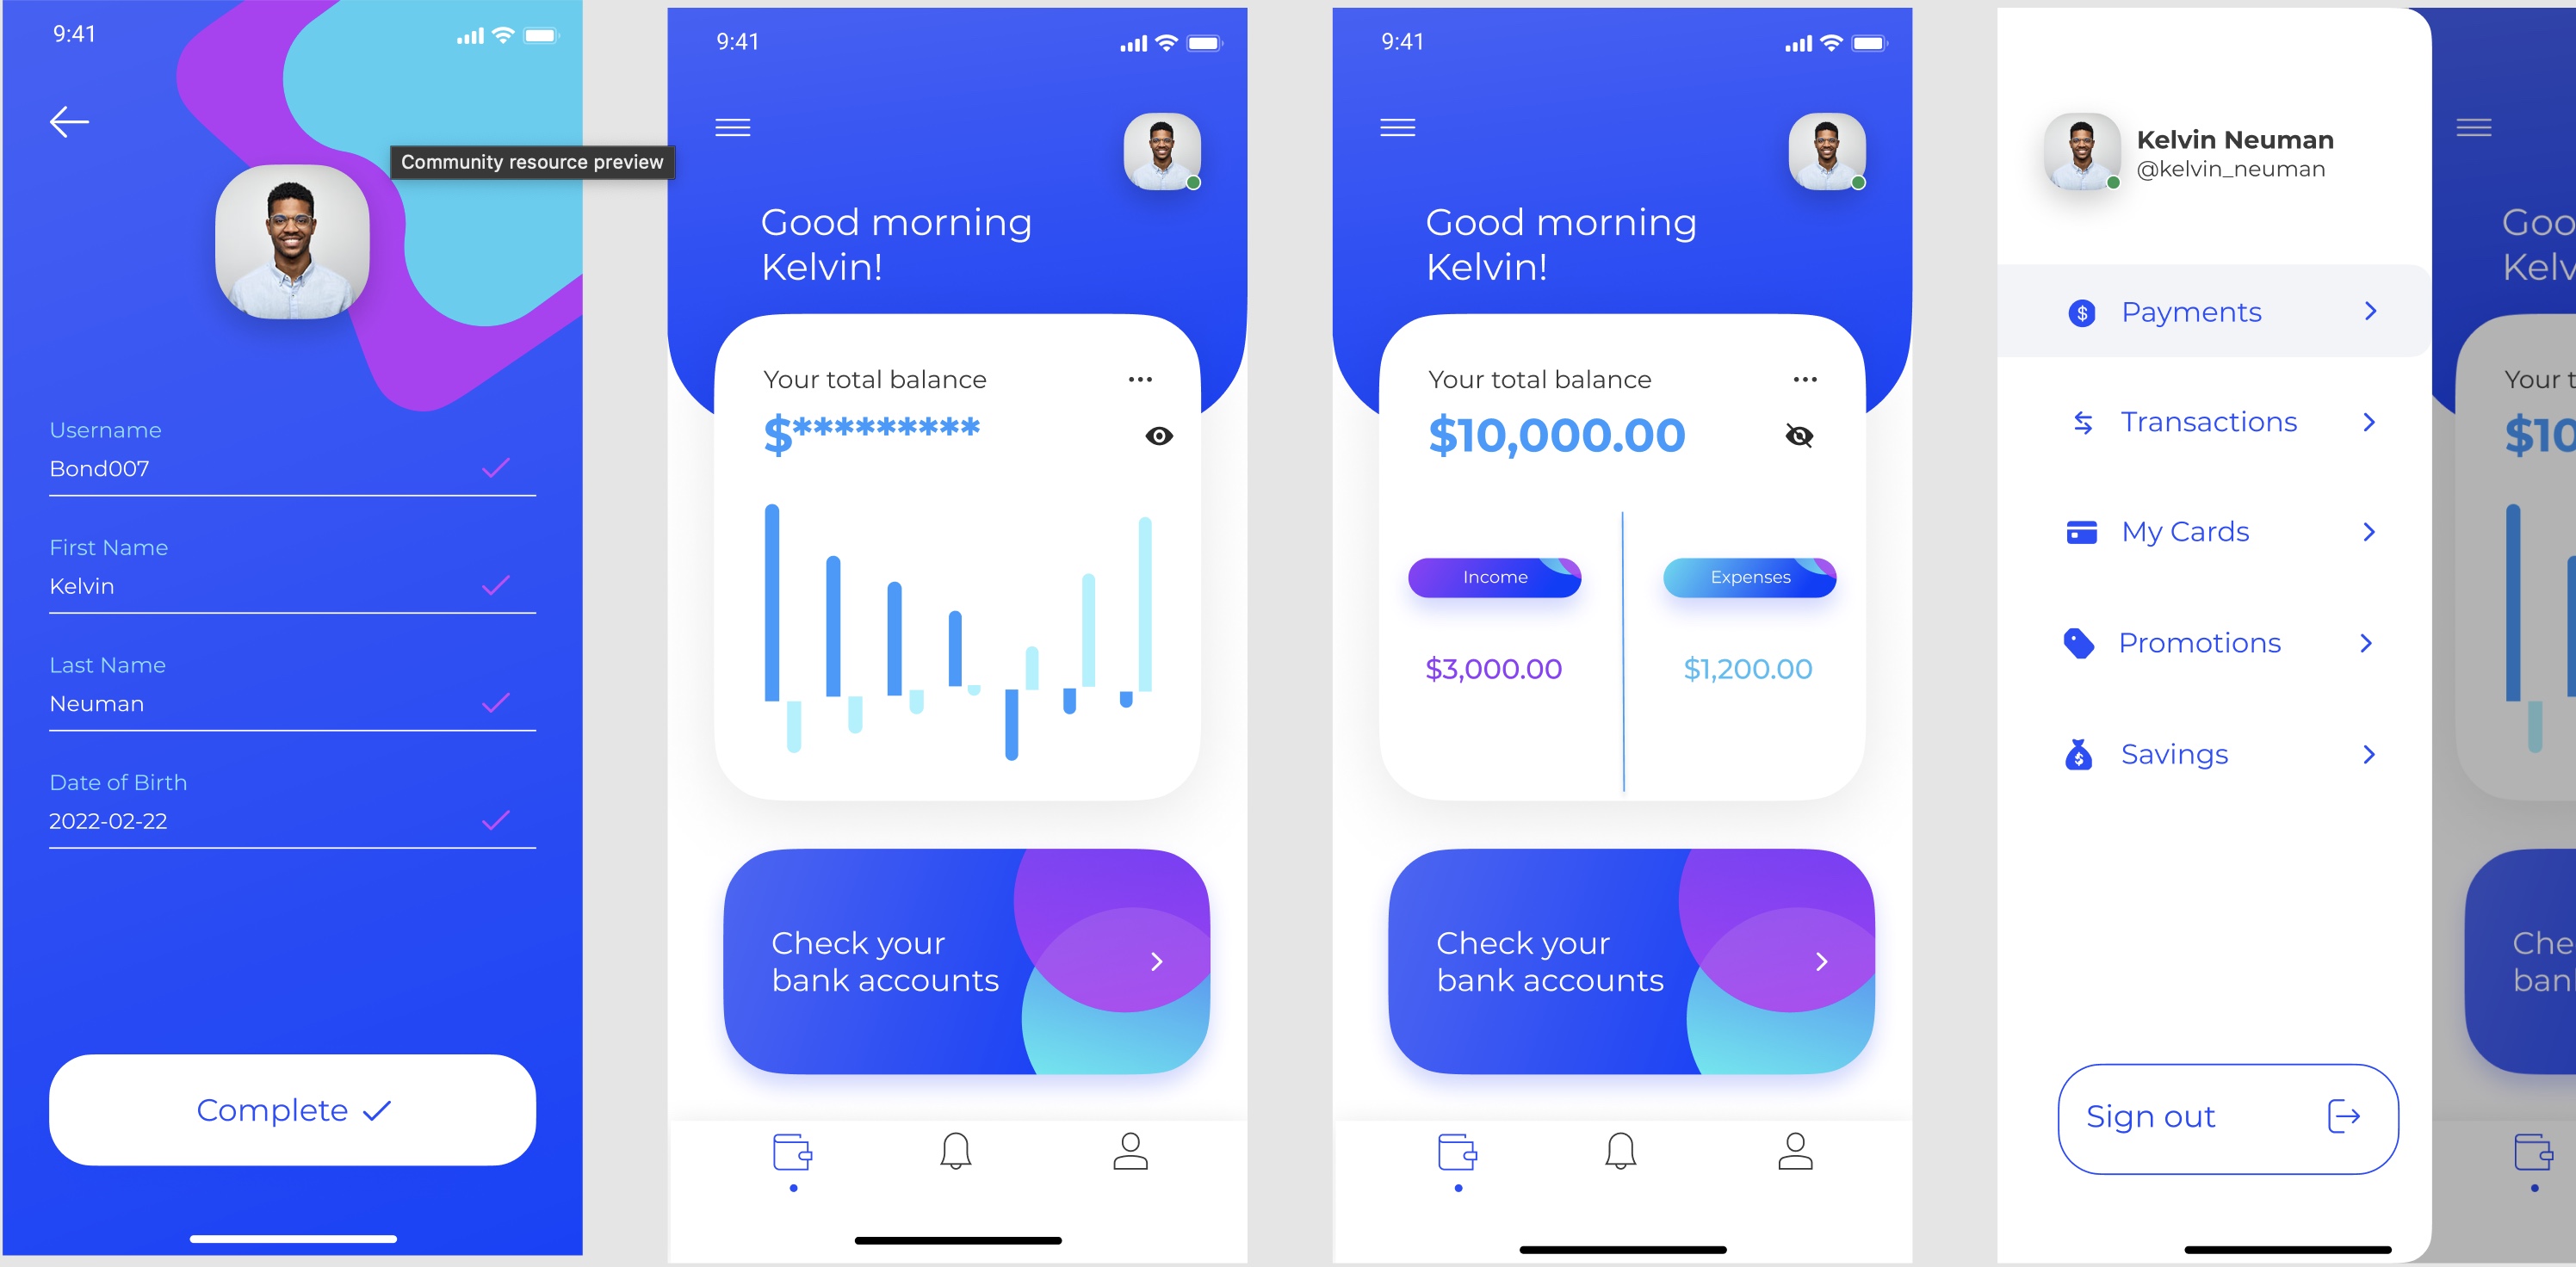 9:41
Community resource preview
Username
Bond007
First Name
Kelvin
Last Name
Neuman
Date of Birth
2022-02-22
Complete
9:41
Good morning
Kelvin!
Your total balance
$*********
Check your
bank accounts
9:41
Good morning
Kelvin!
Your total balance
$10,000.00
Income
Expenses
$3,000.00
$1,200.00
Check your
bank accounts
Kelvin Neuman
@kelvin_neuman
Payments
Transactions
My Cards
Promotions
Savings
Sign out
Goo
Kelv
Your t
$10
Che
ban